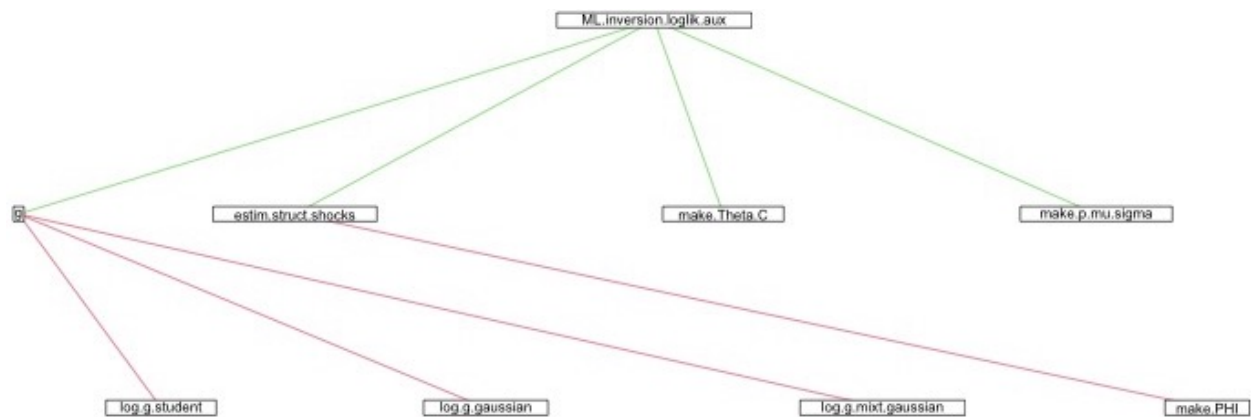 ML.inversion.loglik.aux
g
estim.struct.shocks
make.Theta.C
make.p.mu.sigma
log.g.student
log.g.gaussian
log.g.mixt.gaussian
make.PHI